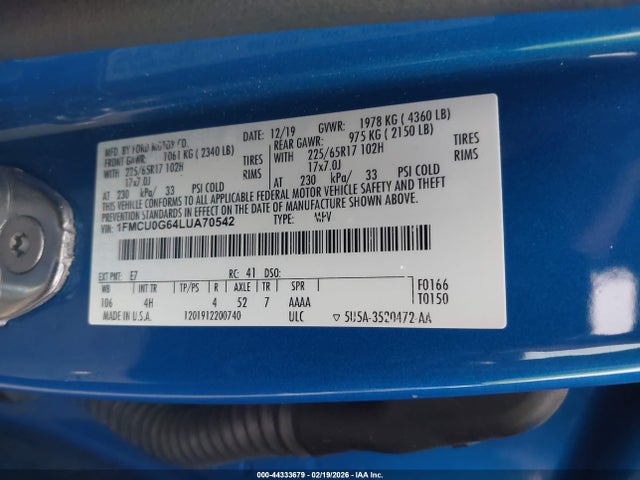 MFD. BY FORD MOTOR CO. 12/19 GVWR: 1978 KG ( 4360 LB)
FRONT GAWR: 1061 KG ( 2340 LB) REAR GAWR: 975 KG ( 2150 LB)
225/65R17 102H TIRES WITH 225/65R17 102H TIRES
17x7.0J RIMS 17x7.0J RIMS
AT 230 kPa/ 33 PSI COLD AT 230 kPa/ 33 PSI COLD
CONFORMS TO ALL APPLICABLE FEDERAL MOTOR VEHICLE SAFETY AND THEFT
PREVENTION STANDARDS IN EFFECT ON THE DATE OF MANUFACTURE SHOWN ABOVE.
VIN: 1FMCU0G64LUA70542 TYPE: MPV
EXT PNT: E7 RC: 41 DSO: F0166
WB INT TR TP/PS R AXLE TR SPR T0150
106 4H 4 52 7 AAAA
MADE IN U.S.A. 1201912200740 ULC ▽ 5U5A-3520472-AA
000-44333679 - 02/19/2026 - IAA Inc.